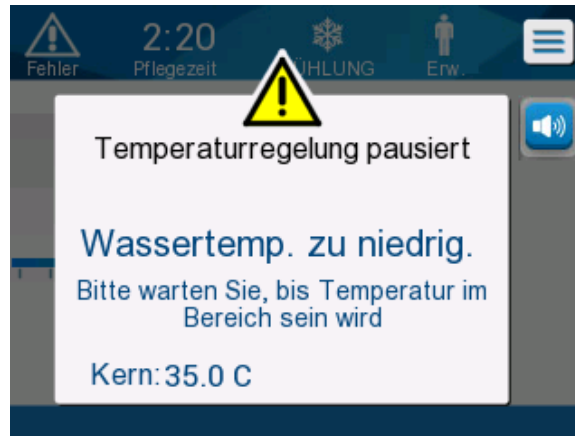 2:20
Fehler
Pflegezeit
ÜHLUNG
Erw.
Temperaturregelung pausiert
Wassertemp. zu niedrig.
Bitte warten Sie, bis Temperatur im
Bereich sein wird
Kern: 35.0 C